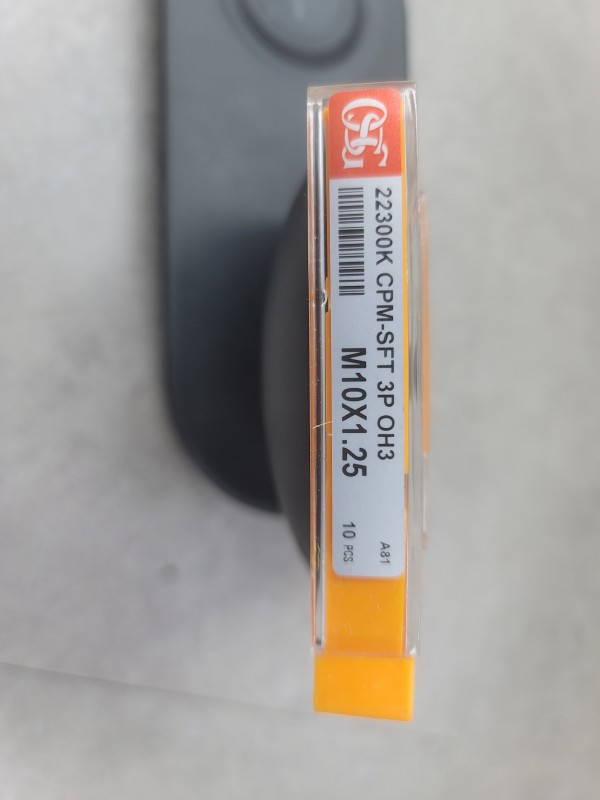 OSG
22300K CPM-SFT 3P OH3
M10X1.25
A81
10 PCS